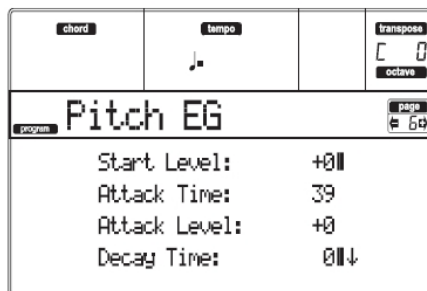 chord tempo transpose
♩= C 0
octave
program Pitch EG page
6
Start Level: +0
Attack Time: 39
Attack Level: +0
Decay Time: 0↓